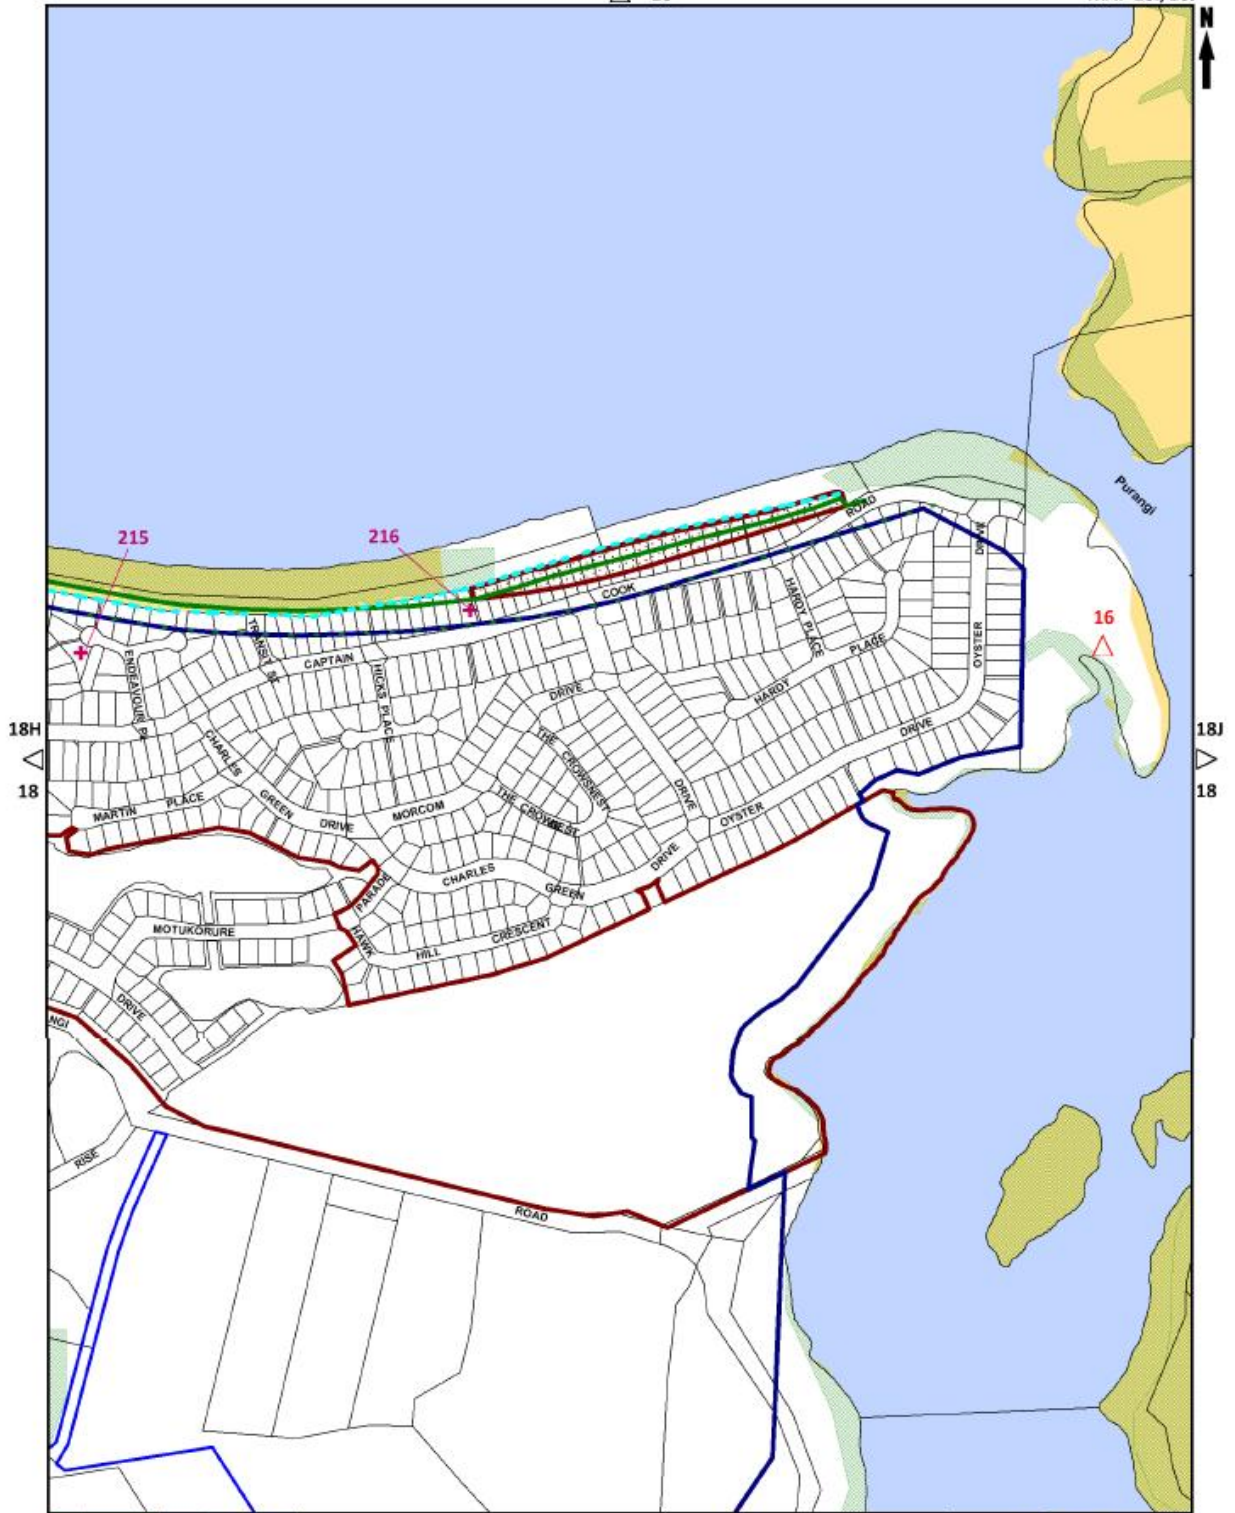 N
Purangi
215
216
ROAD
COOK
DRIVE
TRANSIT ST
CAPTAIN
HICKS PLACE
ENDEAVOUR PL
HARDY PLACE
PLACE
HARDY
OYSTER
16
DRIVE
DRIVE
18H
18
18J
18
THE CROWSNEST
CHARLES
GREEN
DRIVE
MARTIN PLACE
MORCOM
THE CROWSNEST
DRIVE
OYSTER
DRIVE
CHARLES
GREEN
PARADE
HAWK
HILL
CRESCENT
MOTUKORURE
DRIVE
NGI
RISE
ROAD